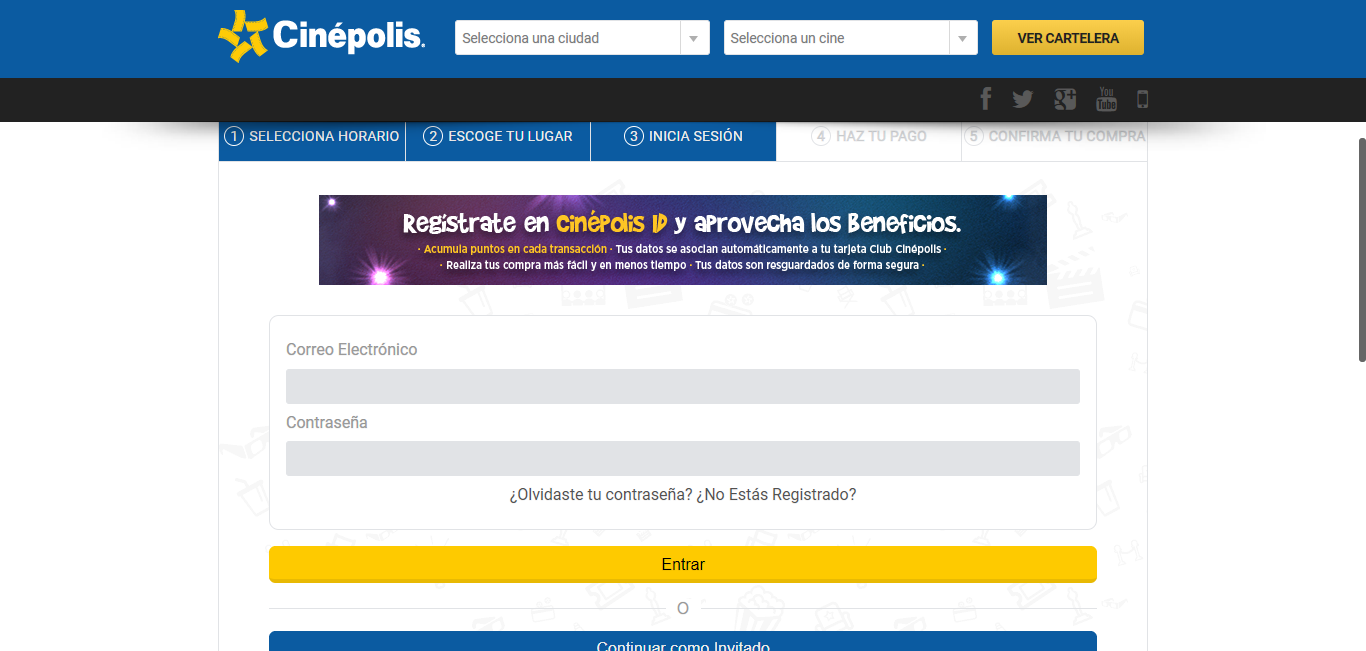 Cinépolis.
Selecciona una ciudad
Selecciona un cine
VER CARTELERA
You
Tube
1 SELECCIONA HORARIO
2 ESCOGE TU LUGAR
3 INICIA SESIÓN
4 HAZ TU PAGO
5 CONFIRMA TU COMPRA
Regístrate en cinépolis ID y aprovecha los Beneficios.
· Acumula puntos en cada transacción · Tus datos se asocian automáticamente a tu tarjeta Club Cinépolis ·
· Realiza tus compra más fácil y en menos tiempo · Tus datos son resguardados de forma segura ·
Correo Electrónico
Contraseña
¿Olvidaste tu contraseña? ¿No Estás Registrado?
Entrar
O
Continuar como Invitado